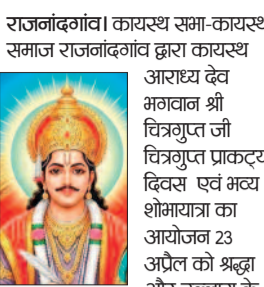 राजनांदगांव। कायस्थ सभा-कायस्थ
समाज राजनांदगांव द्वारा कायस्थ
आराध्य देव
भगवान श्री
चित्रगुप्त जी
चित्रगुप्त प्राकट्य
दिवस एवं भव्य
शोभायात्रा का
आयोजन 23
अप्रैल को श्रद्धा